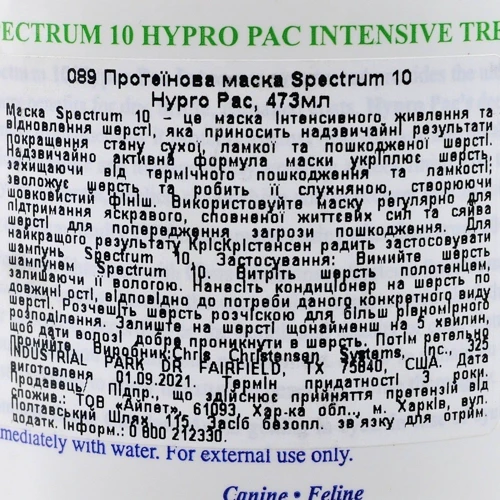 ECTRUM 10 HYPRO PAC INTENSIVE TRE
089 Протеїнова маска Spectrum 10
Hypro Pac, 473мл
Маска Spectrum 10 – це маска інтенсивного живлення та
відновлення шерсті, яка приносить надзвичайні результати
покращення стану сухої, ламкої та пошкодженої шерсті.
Надзвичайно активна формула маски укріплює шерсть,
захищаючи від термічного пошкодження та ламкості;
зволожує шерсть та робить її слухняною, створюючи
шовковистий фініш. Використовуйте маску регулярно для
підтримання яскравого, сповненої життєвих сил та сяйва
шерсті для попередження загрози пошкодження. Для
найкращого результату КрісКрістенсен радить застосовувати
шампунь Spectrum 10. Застосування: Вимийте шерсть
шампунем Spectrum 10. Витріть шерсть полотенцем,
залишаючи її вологою. Нанесіть кондиціонер на шерсть по
довжині рості, відповідно до потреби даного конкретного виду
шерсті. Розчешіть шерсть розчіскою для більш рівномірного
розподілення. Залиште на шерсті щонайменш на 5 хвилин,
щоб дати волозі добре проникнути в шерсть. Потім ретельно
промийте. Виробник:Chris Christensen Systems, Inc., 325
INDUSTRIAL PARK DR FAIRFIELD, TX 75840, США. Дата
виготовленя 01.09.2021. Термін придатності 3 роки.
Продавець/ Підпр., що здійснює прийняття претензій від
спожив.: ТОВ «Айпет», 61093, Хар-ка обл., м. Харків, вул.
Полтавський Шлях, 115. Засіб безопл. зв'язку для отрим.
додатк. Інформ.: 0 800 212330.
mediately with water. For external use only.
Canine • Feline